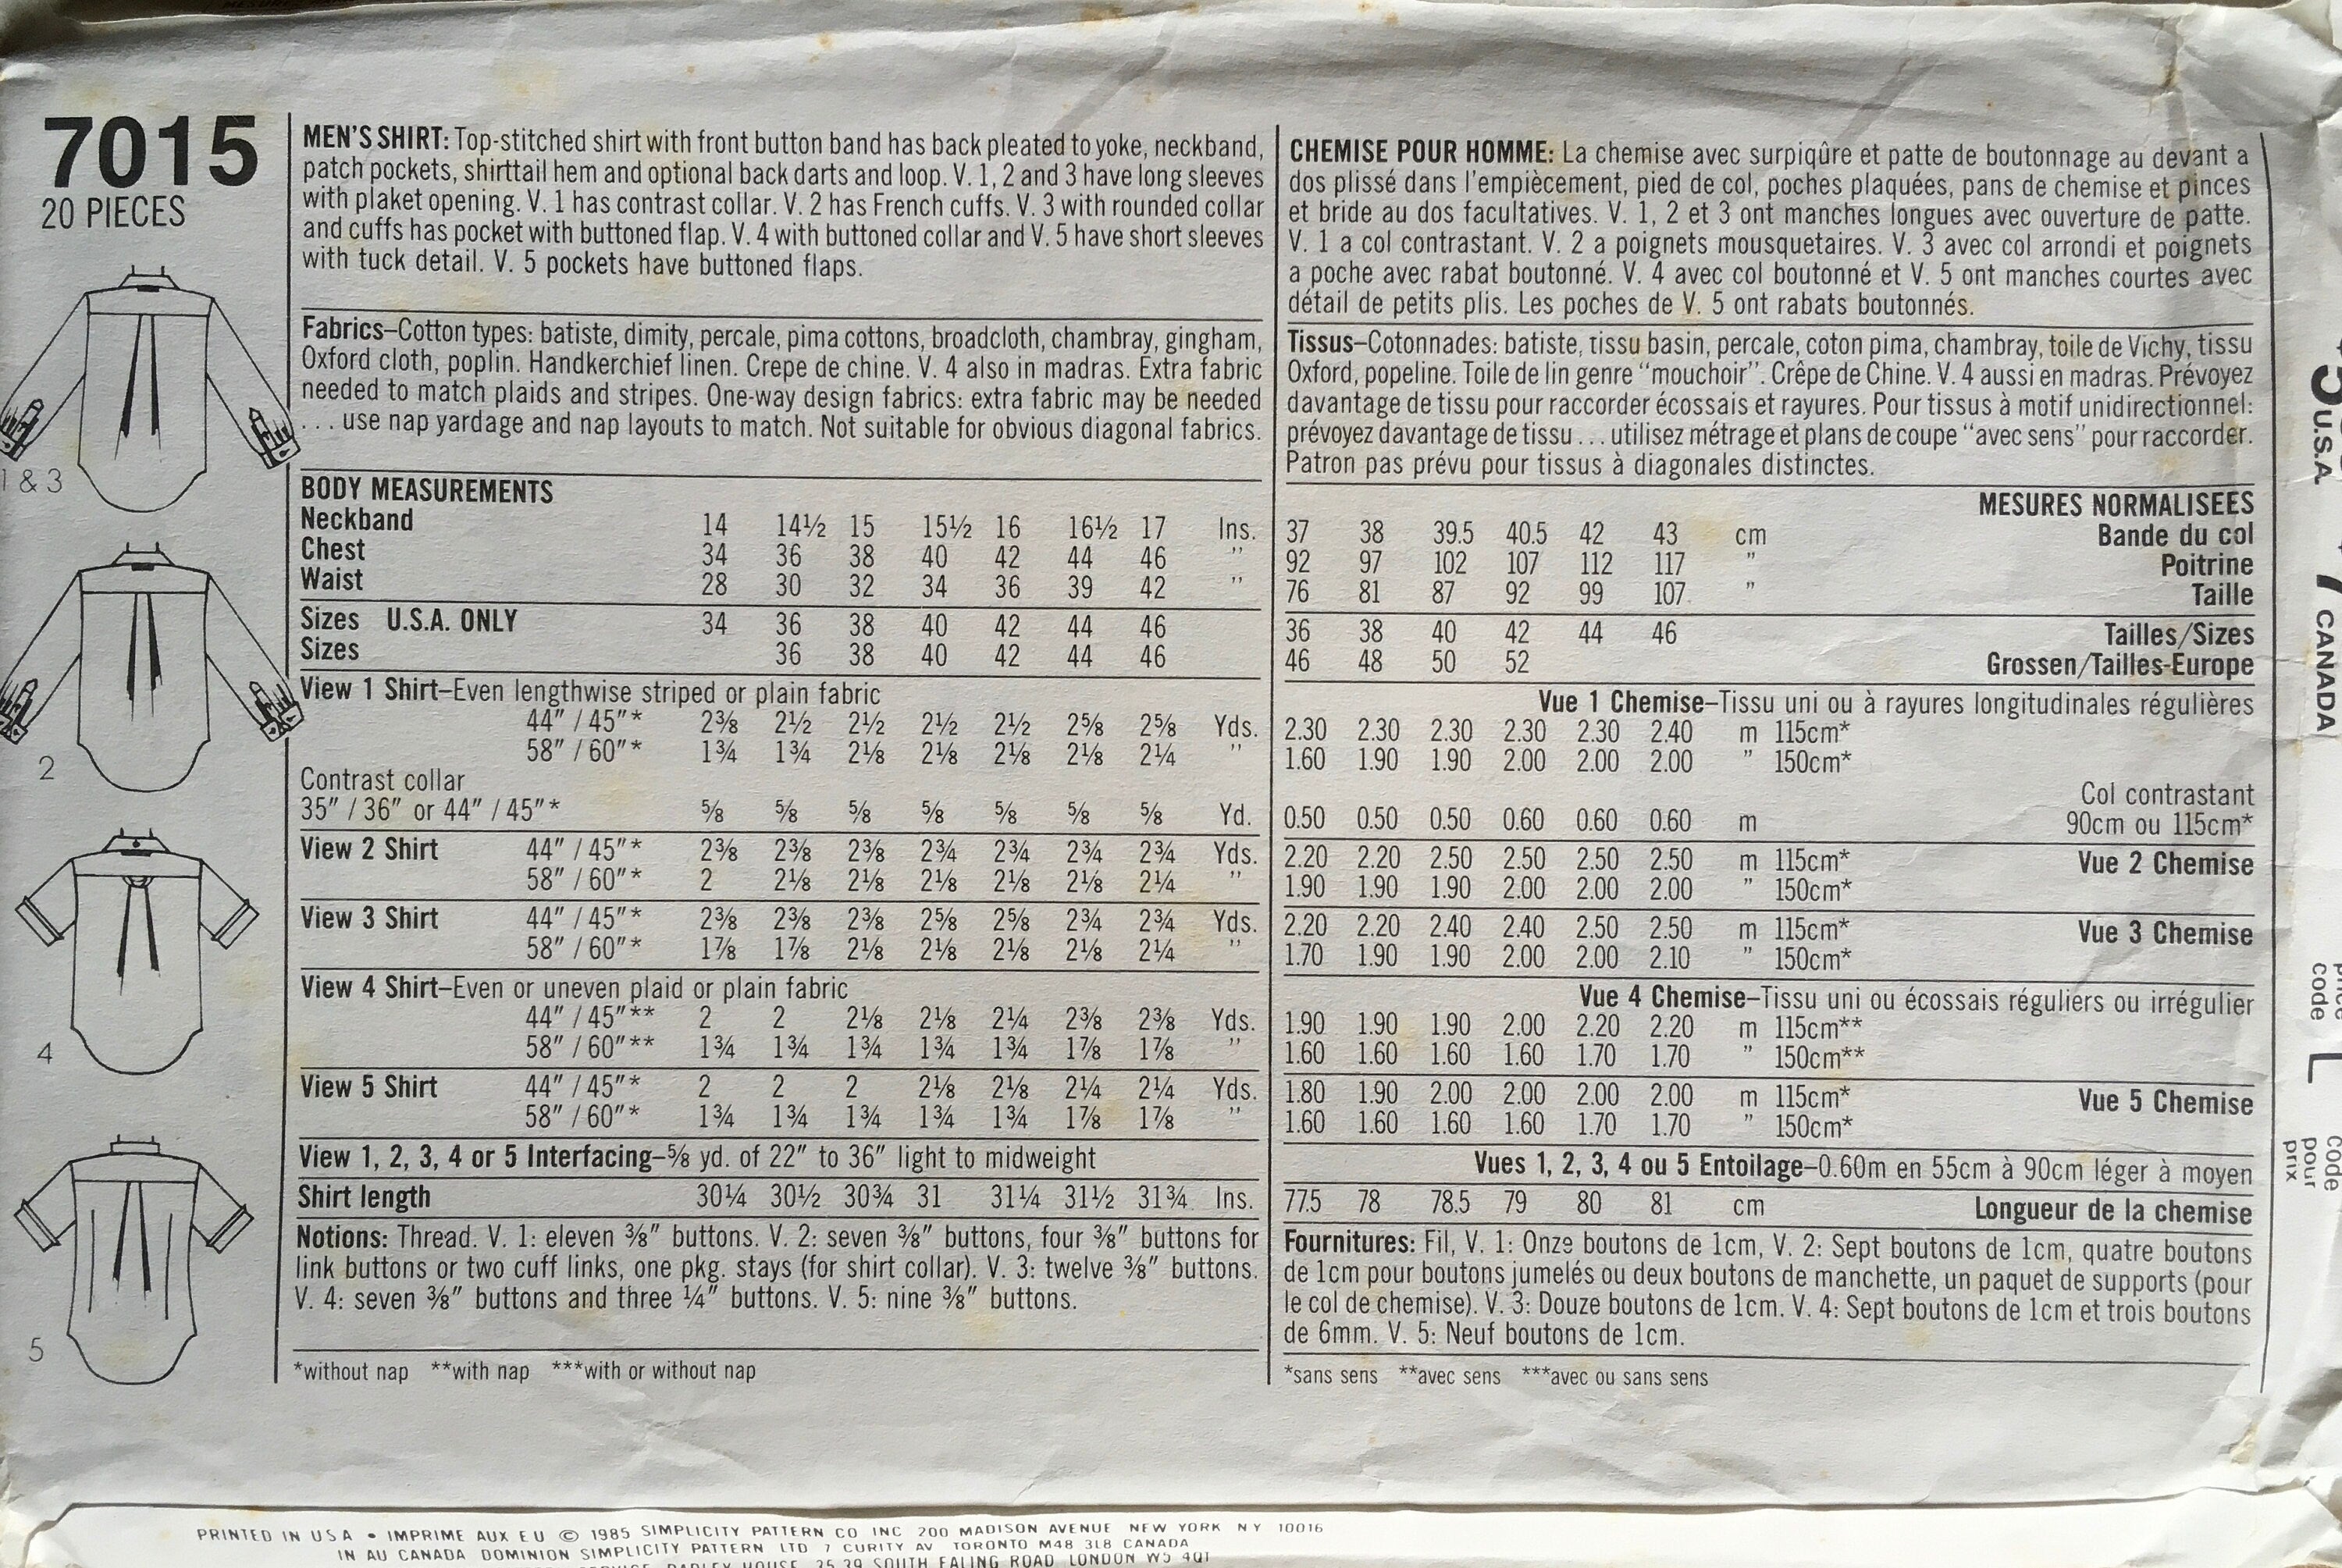 7015
20 PIECES
1 & 3
2
4
5
MEN'S SHIRT: Top-stitched shirt with front button band has back pleated to yoke, neckband,
patch pockets, shirttail hem and optional back darts and loop. V. 1, 2 and 3 have long sleeves
with plaket opening. V. 1 has contrast collar. V. 2 has French cuffs. V. 3 with rounded collar
and cuffs has pocket with buttoned flap. V. 4 with buttoned collar and V. 5 have short sleeves
with tuck detail. V. 5 pockets have buttoned flaps.
Fabrics–Cotton types: batiste, dimity, percale, pima cottons, broadcloth, chambray, gingham,
Oxford cloth, poplin. Handkerchief linen. Crepe de chine. V. 4 also in madras. Extra fabric
needed to match plaids and stripes. One-way design fabrics: extra fabric may be needed
. . . use nap yardage and nap layouts to match. Not suitable for obvious diagonal fabrics.
BODY MEASUREMENTS
Neckband 14 14½ 15 15½ 16 16½ 17 Ins.
Chest 34 36 38 40 42 44 46 "
Waist 28 30 32 34 36 39 42 "
Sizes U.S.A. ONLY 34 36 38 40 42 44 46
Sizes 36 38 40 42 44 46
View 1 Shirt–Even lengthwise striped or plain fabric
44" / 45"* 2⅜ 2½ 2½ 2½ 2½ 2⅝ 2⅝ Yds.
58" / 60"* 1¾ 1¾ 2⅛ 2⅛ 2⅛ 2⅛ 2¼ "
Contrast collar
35" / 36" or 44" / 45"* ⅝ ⅝ ⅝ ⅝ ⅝ ⅝ ⅝ Yd.
View 2 Shirt 44" / 45"* 2⅜ 2⅜ 2⅜ 2¾ 2¾ 2¾ 2¾ Yds.
58" / 60"* 2 2⅛ 2⅛ 2⅛ 2⅛ 2⅛ 2¼ "
View 3 Shirt 44" / 45"* 2⅜ 2⅜ 2⅜ 2⅝ 2⅝ 2¾ 2¾ Yds.
58" / 60"* 1⅞ 1⅞ 2⅛ 2⅛ 2⅛ 2⅛ 2¼ "
View 4 Shirt–Even or uneven plaid or plain fabric
44" / 45"** 2 2 2⅛ 2⅛ 2¼ 2⅜ 2⅜ Yds.
58" / 60"** 1¾ 1¾ 1¾ 1¾ 1¾ 1⅞ 1⅞ "
View 5 Shirt 44" / 45"* 2 2 2 2⅛ 2⅛ 2¼ 2¼ Yds.
58" / 60"* 1¾ 1¾ 1¾ 1¾ 1¾ 1⅞ 1⅞ "
View 1, 2, 3, 4 or 5 Interfacing–⅝ yd. of 22" to 36" light to midweight
Shirt length 30¼ 30½ 30¾ 31 31¼ 31½ 31¾ Ins.
Notions: Thread. V. 1: eleven ⅜" buttons. V. 2: seven ⅜" buttons, four ⅜" buttons for
link buttons or two cuff links, one pkg. stays (for shirt collar). V. 3: twelve ⅜" buttons.
V. 4: seven ⅜" buttons and three ¼" buttons. V. 5: nine ⅜" buttons.
*without nap **with nap ***with or without nap
CHEMISE POUR HOMME: La chemise avec surpiqûre et patte de boutonnage au devant a
dos plissé dans l'empiècement, pied de col, poches plaquées, pans de chemise et pinces
et bride au dos facultatives. V. 1, 2 et 3 ont manches longues avec ouverture de patte.
V. 1 a col contrastant. V. 2 a poignets mousquetaires. V. 3 avec col arrondi et poignets
a poche avec rabat boutonné. V. 4 avec col boutonné et V. 5 ont manches courtes avec
détail de petits plis. Les poches de V. 5 ont rabats boutonnés.
Tissus–Cotonnades: batiste, tissu basin, percale, coton pima, chambray, toile de Vichy, tissu
Oxford, popeline. Toile de lin genre "mouchoir". Crêpe de Chine. V. 4 aussi en madras. Prévoyez
davantage de tissu pour raccorder écossais et rayures. Pour tissus à motif unidirectionnel:
prévoyez davantage de tissu . . . utilisez métrage et plans de coupe "avec sens" pour raccorder.
Patron pas prévu pour tissus à diagonales distinctes.
MESURES NORMALISEES
37 38 39.5 40.5 42 43 cm Bande du col
92 97 102 107 112 117 " Poitrine
76 81 87 92 99 107 " Taille
36 38 40 42 44 46 Tailles/Sizes
46 48 50 52 Grossen/Tailles-Europe
Vue 1 Chemise–Tissu uni ou à rayures longitudinales régulières
2.30 2.30 2.30 2.30 2.30 2.40 m 115cm*
1.60 1.90 1.90 2.00 2.00 2.00 " 150cm*
Col contrastant
0.50 0.50 0.50 0.60 0.60 0.60 m 90cm ou 115cm*
2.20 2.20 2.50 2.50 2.50 2.50 m 115cm* Vue 2 Chemise
1.90 1.90 1.90 2.00 2.00 2.00 " 150cm*
2.20 2.20 2.40 2.40 2.50 2.50 m 115cm* Vue 3 Chemise
1.70 1.90 1.90 2.00 2.00 2.10 " 150cm*
Vue 4 Chemise–Tissu uni ou écossais réguliers ou irrégulier
1.90 1.90 1.90 2.00 2.20 2.20 m 115cm**
1.60 1.60 1.60 1.60 1.70 1.70 " 150cm**
1.80 1.90 2.00 2.00 2.00 2.00 m 115cm* Vue 5 Chemise
1.60 1.60 1.60 1.60 1.70 1.70 " 150cm*
Vues 1, 2, 3, 4 ou 5 Entoilage–0.60m en 55cm à 90cm léger à moyen
77.5 78 78.5 79 80 81 cm Longueur de la chemise
Fournitures: Fil, V. 1: Onze boutons de 1cm, V. 2: Sept boutons de 1cm, quatre boutons
de 1cm pour boutons jumelés ou deux boutons de manchette, un paquet de supports (pour
le col de chemise). V. 3: Douze boutons de 1cm. V. 4: Sept boutons de 1cm et trois boutons
de 6mm. V. 5: Neuf boutons de 1cm.
*sans sens **avec sens ***avec ou sans sens
U.S.A
CANADA
code
L
code
pour
prix
PRINTED IN USA • IMPRIME AUX E U © 1985 SIMPLICITY PATTERN CO INC 200 MADISON AVENUE NEW YORK N Y 10016
IN AU CANADA DOMINION SIMPLICITY PATTERN LTD 7 CURITY AV TORONTO M4B 3L8 CANADA
HOUSE 25 39 SOUTH EALING ROAD LONDON W5 4QT